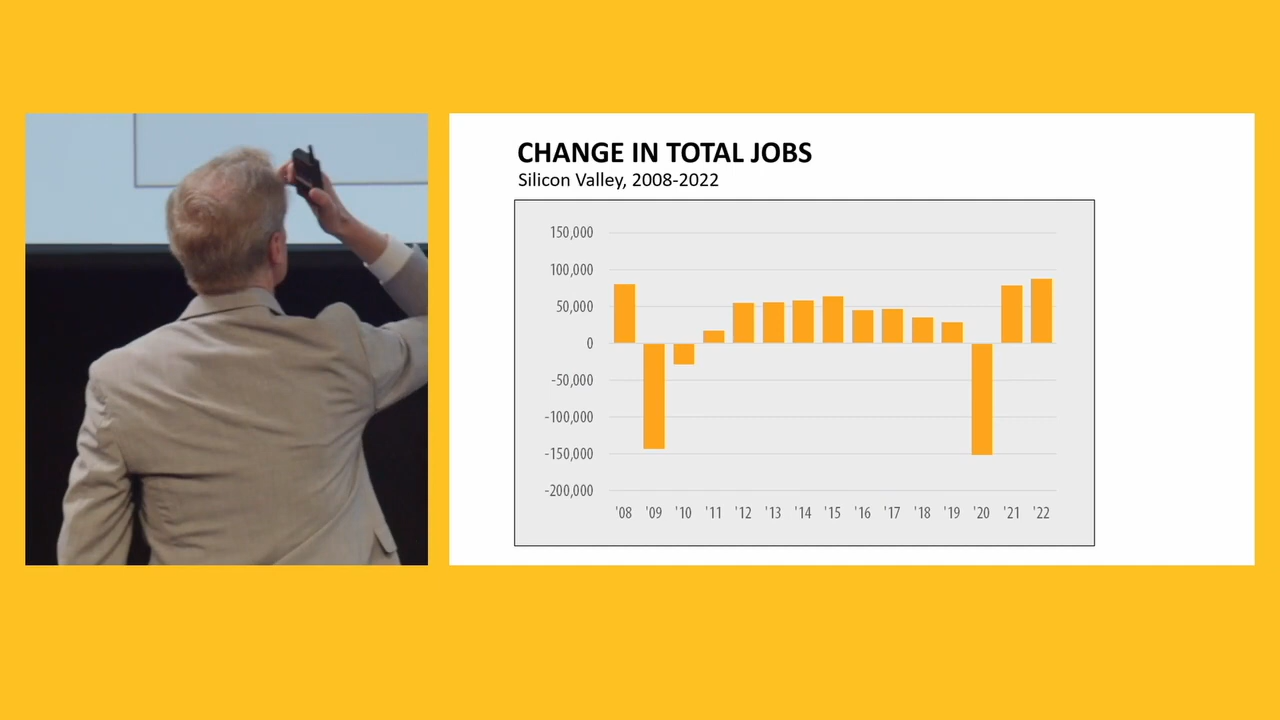 CHANGE IN TOTAL JOBS
Silicon Valley, 2008-2022
150,000
100,000
50,000
0
-50,000
-100,000
-150,000
-200,000
'08 '09 '10 '11 '12 '13 '14 '15 '16 '17 '18 '19 '20 '21 '22